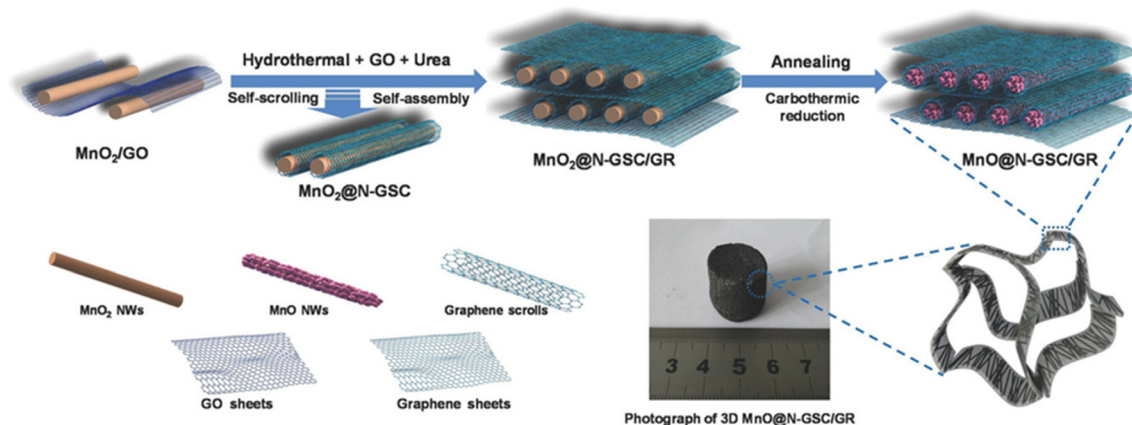 Hydrothermal + GO + Urea
Self-scrolling
Self-assembly
Annealing
Carbothermic
reduction
MnO₂/GO
MnO₂@N-GSC
MnO₂@N-GSC/GR
MnO@N-GSC/GR
MnO₂ NWs
MnO NWs
Graphene scrolls
GO sheets
Graphene sheets
3 4 5 6 7
Photograph of 3D MnO@N-GSC/GR